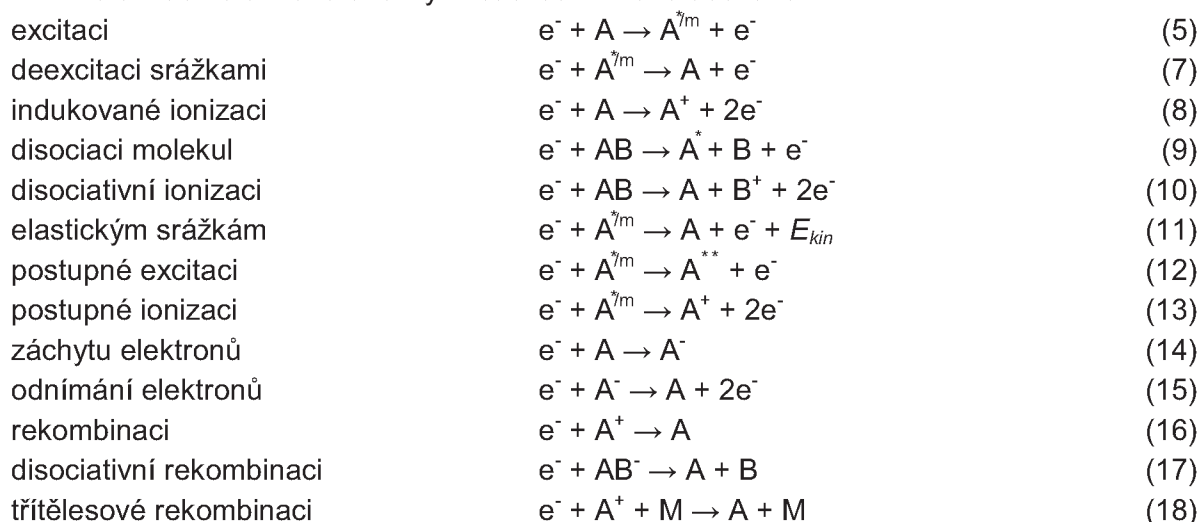 excitaci e⁻ + A → A*/m + e⁻ (5)
deexcitaci srážkami e⁻ + A*/m → A + e⁻ (7)
indukované ionizaci e⁻ + A → A⁺ + 2e⁻ (8)
disociaci molekul e⁻ + AB → A* + B + e⁻ (9)
disociativní ionizaci e⁻ + AB → A + B⁺ + 2e⁻ (10)
elastickým srážkám e⁻ + A*/m → A + e⁻ + Ekin (11)
postupné excitaci e⁻ + A*/m → A** + e⁻ (12)
postupné ionizaci e⁻ + A*/m → A⁺ + 2e⁻ (13)
záchytu elektronů e⁻ + A → A⁻ (14)
odnímání elektronů e⁻ + A⁻ → A + 2e⁻ (15)
rekombinaci e⁻ + A⁺ → A (16)
disociativní rekombinaci e⁻ + AB⁻ → A + B (17)
třítělesové rekombinaci e⁻ + A⁺ + M → A + M (18)